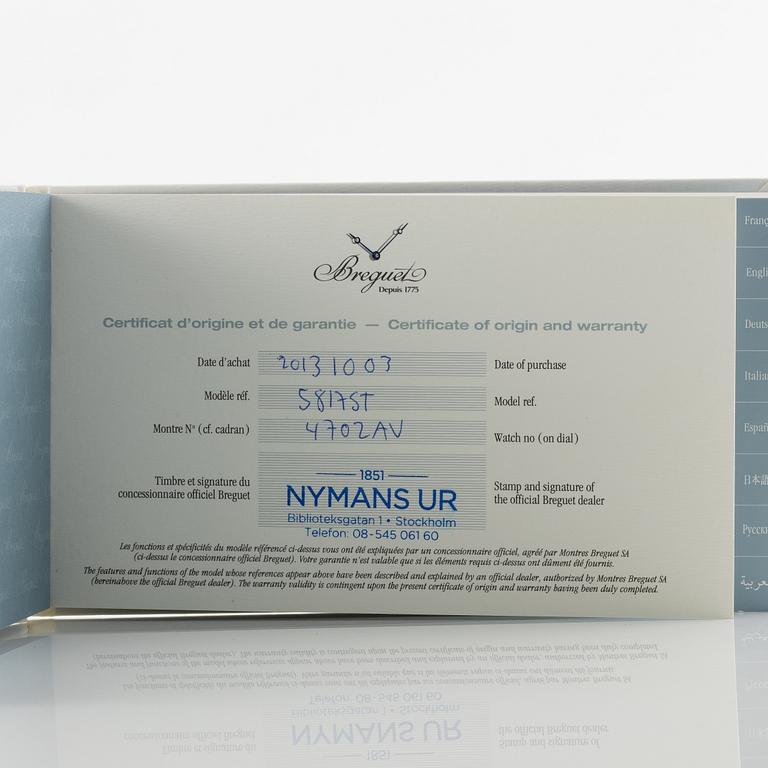 Breguet
Depuis 1775
Certificat d'origine et de garantie — Certificate of origin and warranty
Date d'achat 2013 10 03 Date of purchase
Modèle réf. 5817ST Model ref.
Montre N° (cf. cadran) 4702AV Watch no (on dial)
Timbre et signature du
concessionnaire officiel Breguet
1851
NYMANS UR
Biblioteksgatan 1 • Stockholm
Telefon: 08-545 061 60
Stamp and signature of
the official Breguet dealer
Les fonctions et spécificités du modèle référencé ci-dessus vous ont été expliquées par un concessionnaire officiel, agréé par Montres Breguet SA
(ci-dessus le concessionnaire officiel Breguet). Votre garantie n'est valable que si les éléments requis ci-dessus ont dûment été fournis.
The features and functions of the model whose references appear above have been described and explained by an official dealer, authorized by Montres Breguet SA
(hereinabove the official Breguet dealer). The warranty validity is contingent upon the present certificate of origin and warranty having been duly completed.
Franç
Engli
Deuts
Italia
Españ
日本語
Русски
العربية